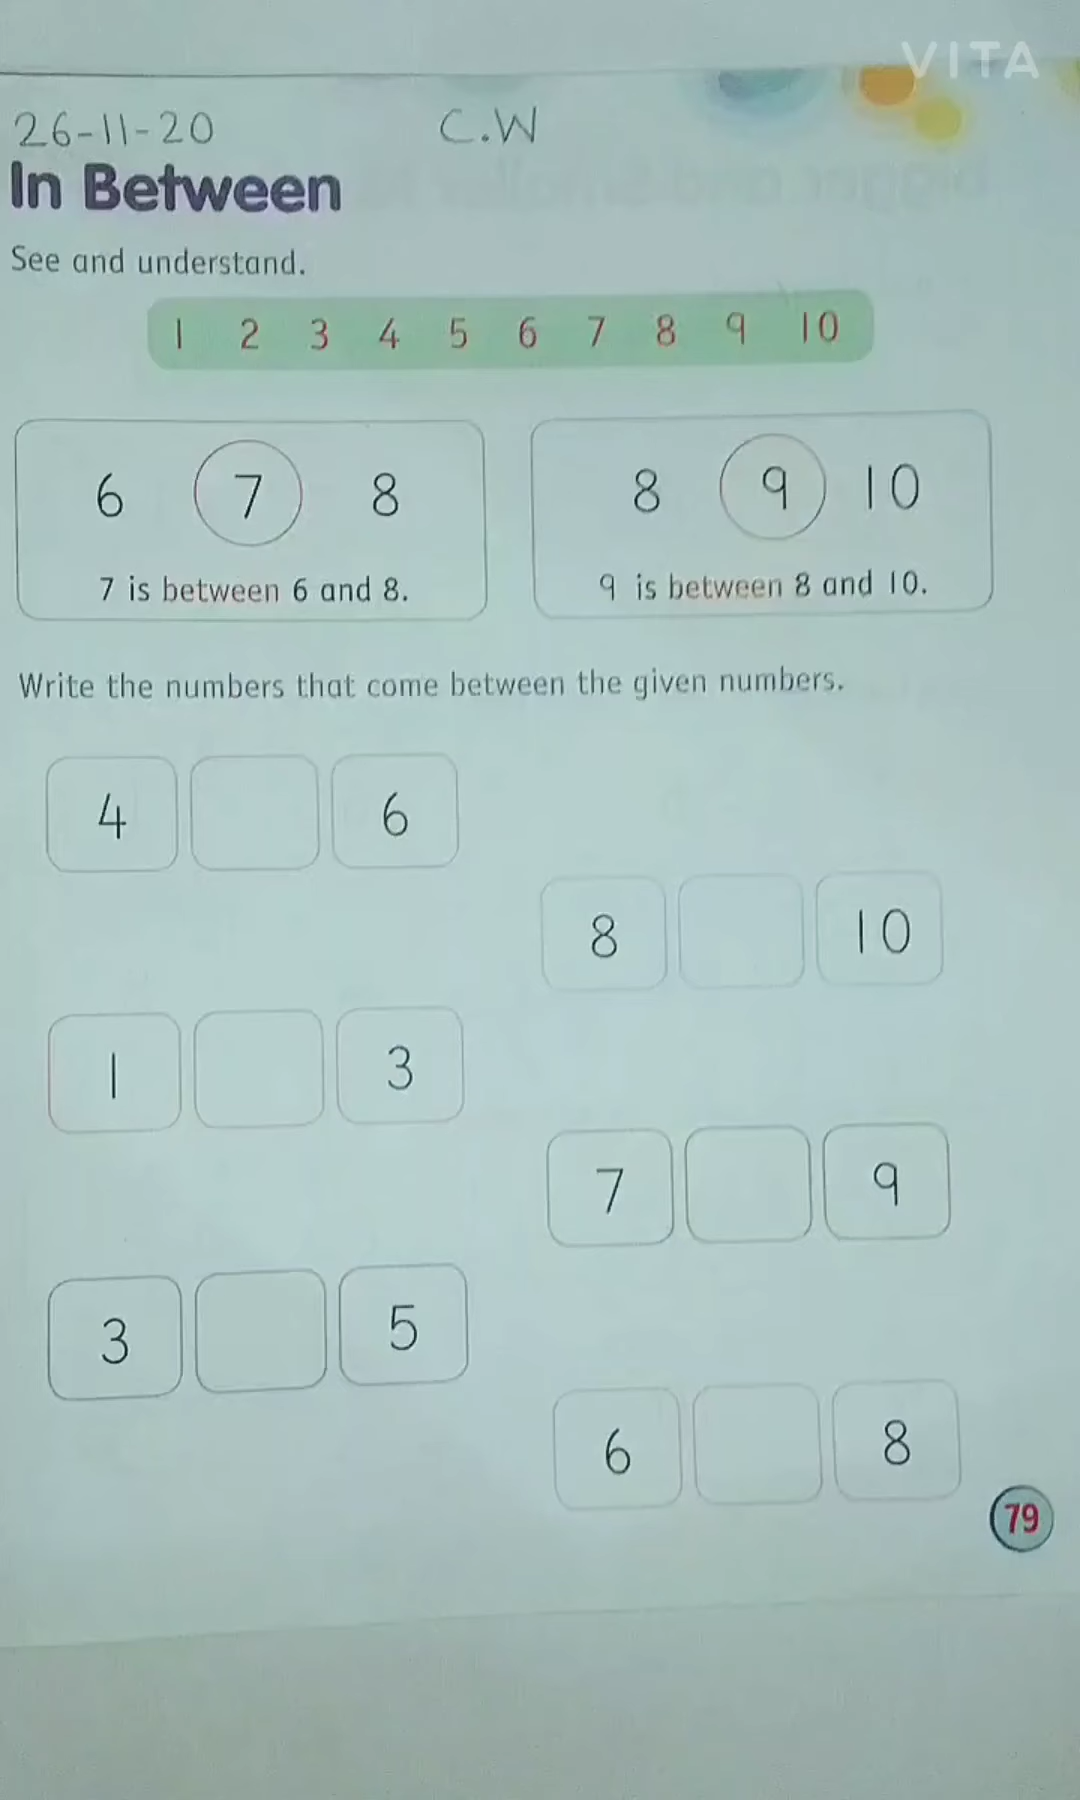 VITA
26-11-20 C.W
In Between
See and understand.
1 2 3 4 5 6 7 8 9 10
6 7 8
7 is between 6 and 8.
8 9 10
9 is between 8 and 10.
Write the numbers that come between the given numbers.
4 6
8 10
1 3
7 9
3 5
6 8
79